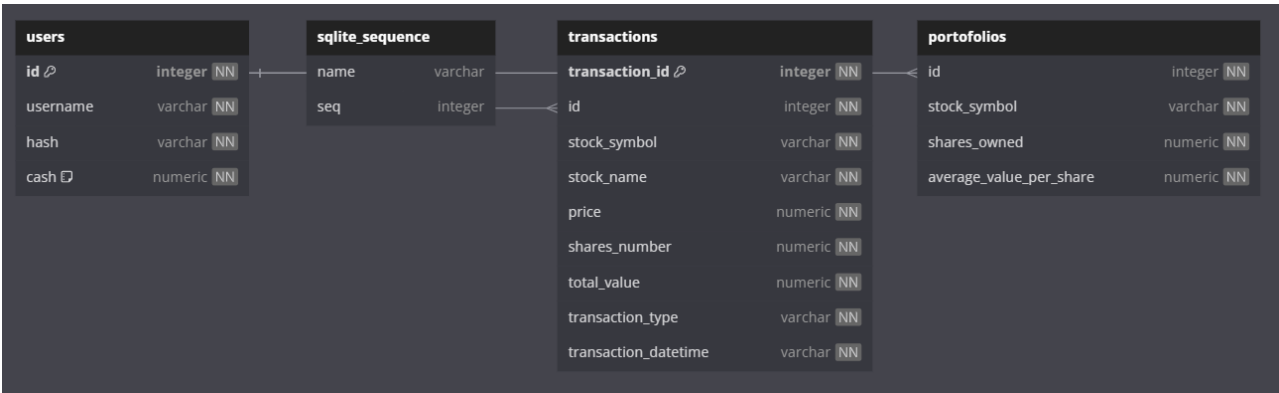 users
id integer NN
username varchar NN
hash varchar NN
cash numeric NN
sqlite_sequence
name varchar
seq integer
transactions
transaction_id integer NN
id integer NN
stock_symbol varchar NN
stock_name varchar NN
price numeric NN
shares_number numeric NN
total_value numeric NN
transaction_type varchar NN
transaction_datetime varchar NN
portofolios
id integer NN
stock_symbol varchar NN
shares_owned numeric NN
average_value_per_share numeric NN